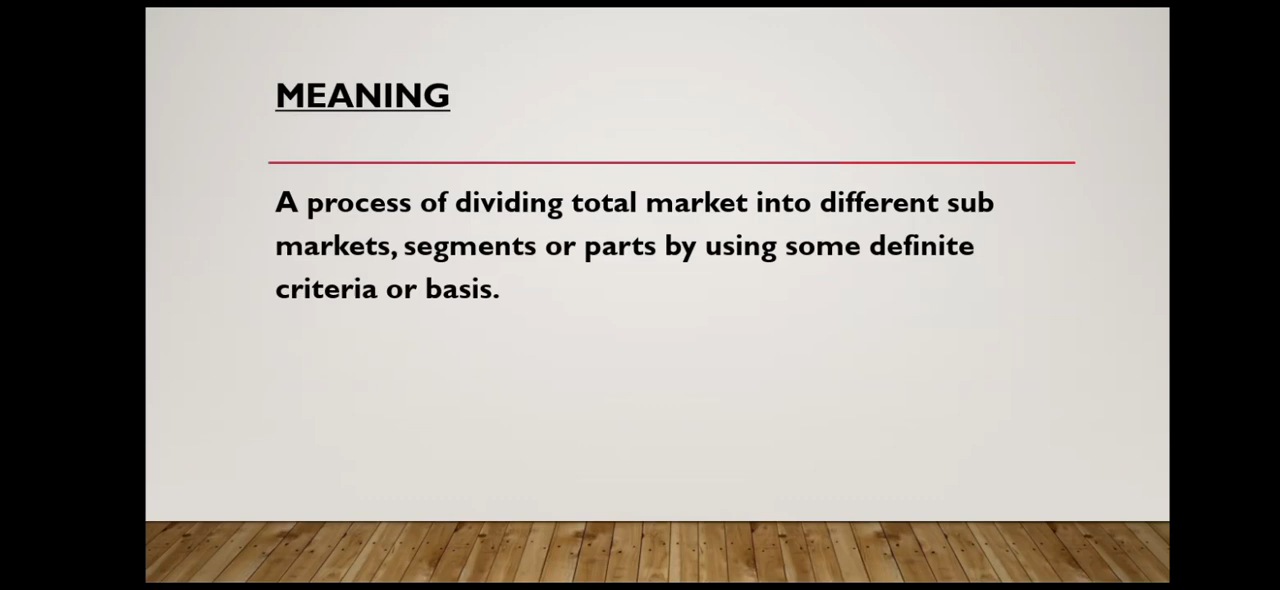 MEANING
A process of dividing total market into different sub
markets, segments or parts by using some definite
criteria or basis.